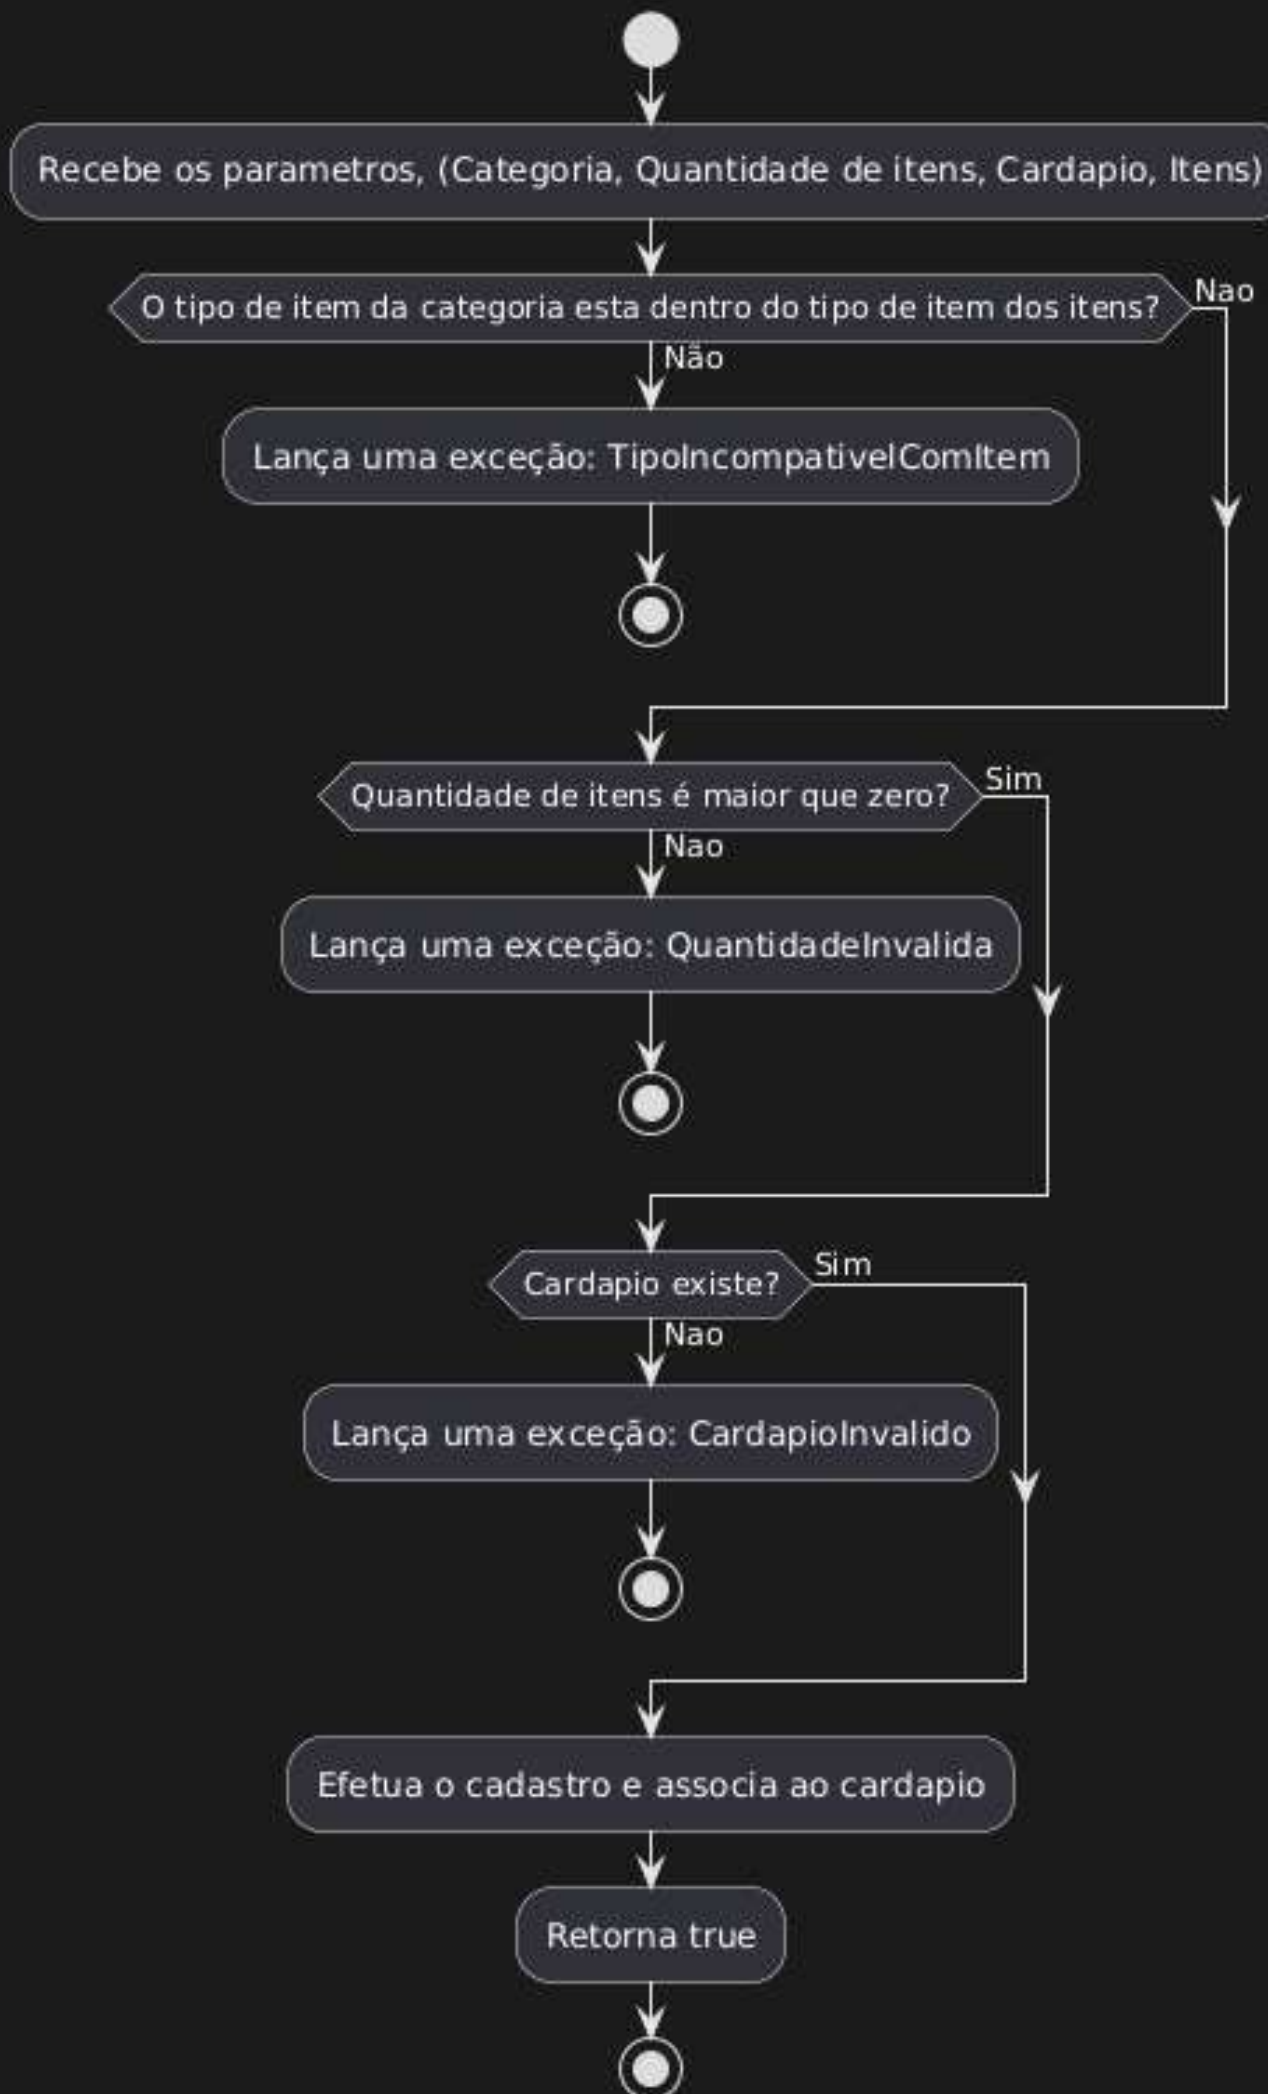 Recebe os parametros, (Categoria, Quantidade de itens, Cardapio, Itens)
O tipo de item da categoria esta dentro do tipo de item dos itens?
Nao
Não
Lança uma exceção: TipoIncompativelComItem
Quantidade de itens é maior que zero?
Sim
Nao
Lança uma exceção: QuantidadeInvalida
Cardapio existe?
Sim
Nao
Lança uma exceção: CardapioInvalido
Efetua o cadastro e associa ao cardapio
Retorna true